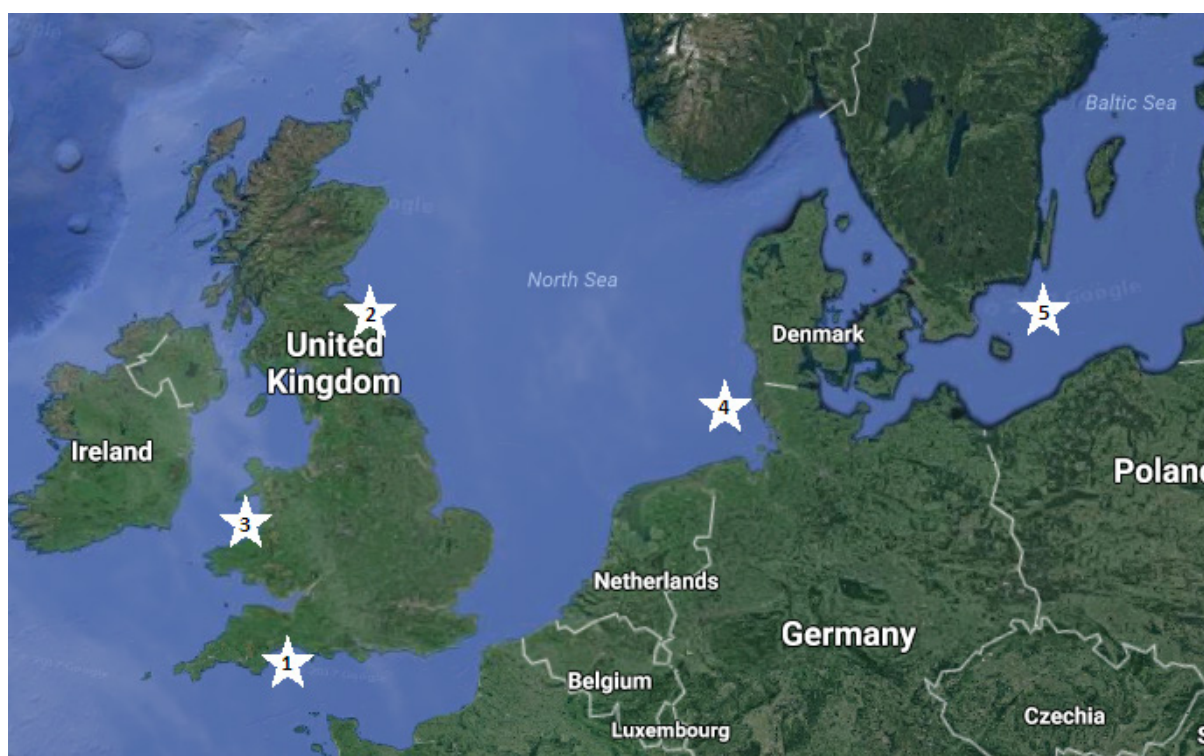 Baltic Sea
North Sea
2
5
United
Kingdom
Denmark
4
Ireland
Poland
3
Netherlands
Germany
1
Belgium
Czechia
Luxembourg